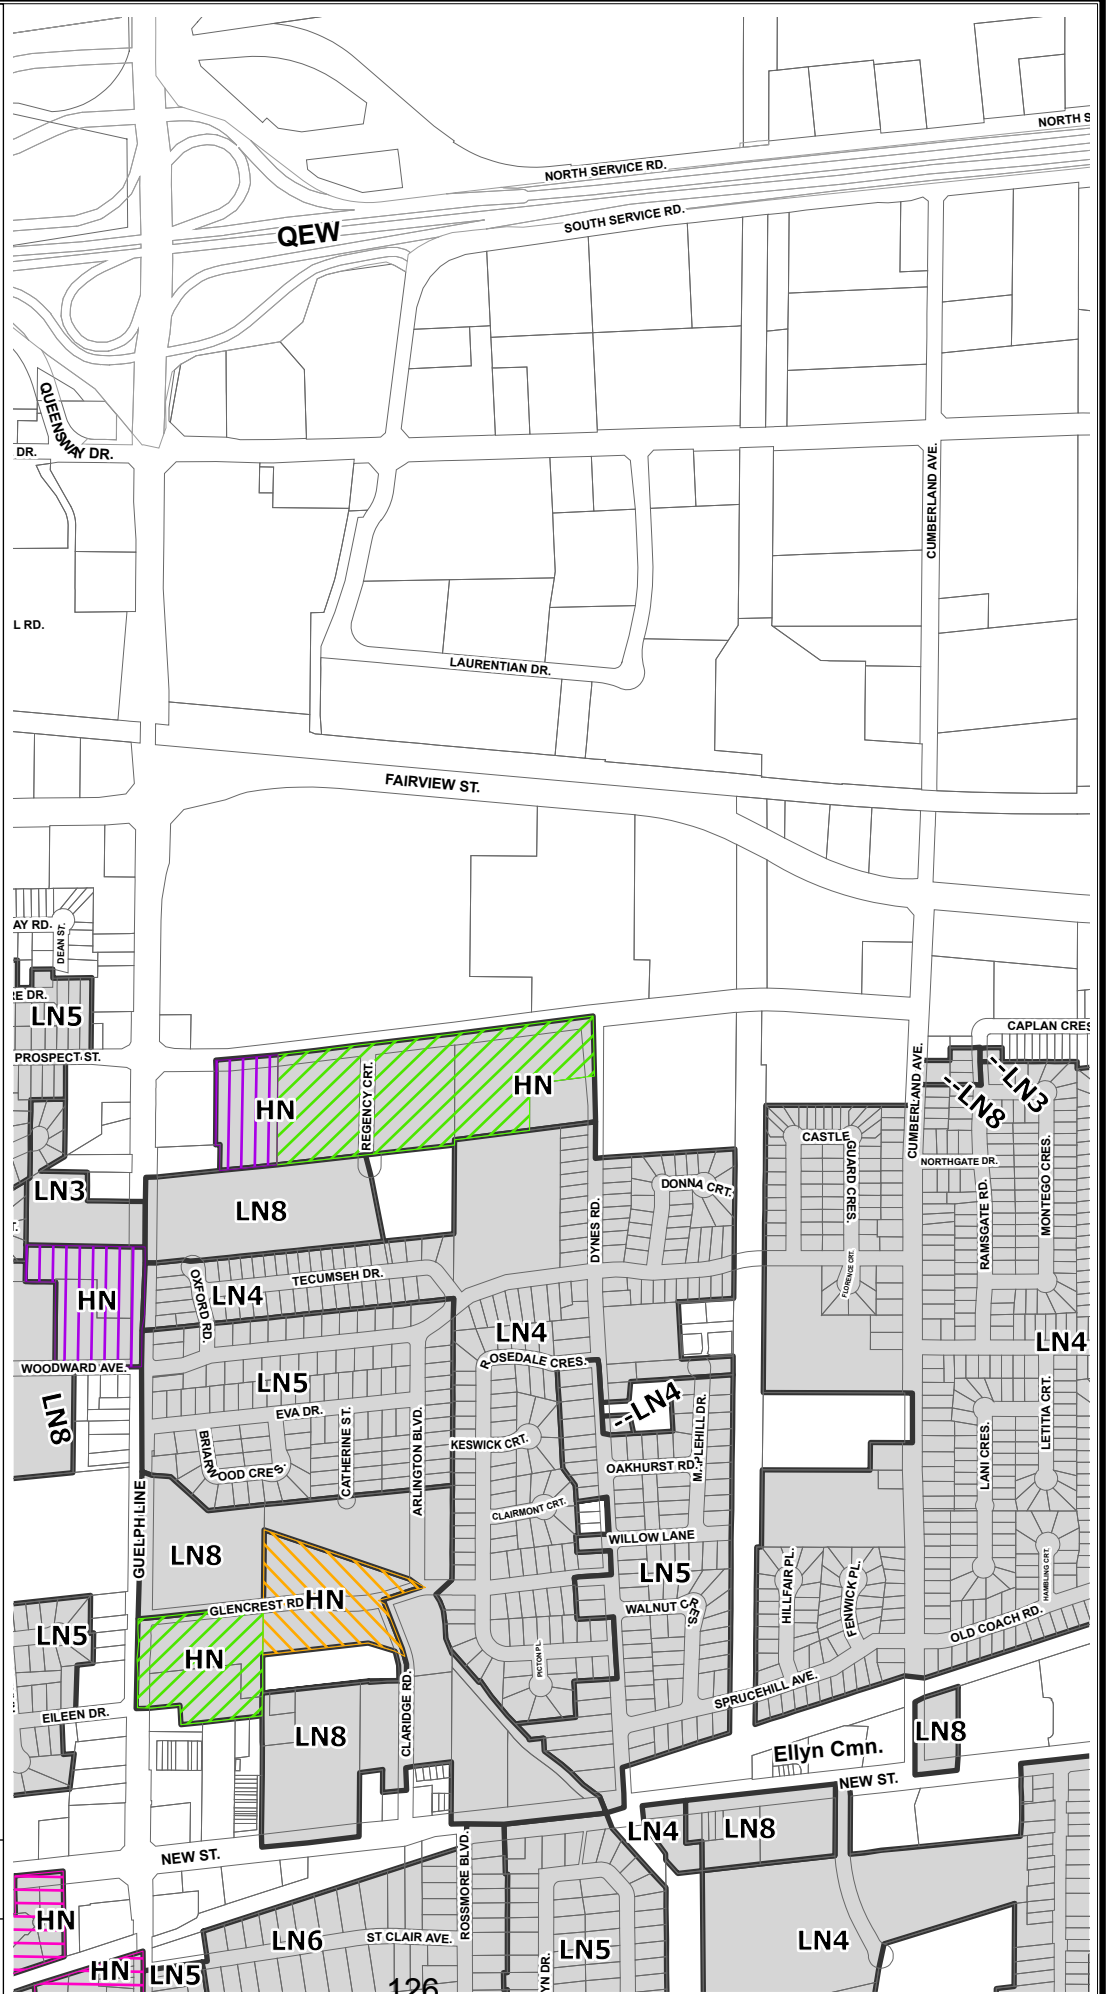 NORTH S
NORTH SERVICE RD.
SOUTH SERVICE RD.
QEW
QUEENSWAY DR.
DR.
CUMBERLAND AVE.
L RD.
LAURENTIAN DR.
FAIRVIEW ST.
AY RD.
DEAN ST.
RE DR.
LN5
PROSPECT ST.
CAPLAN CRES
HN
HN
REGENCY CRT.
CUMBERLAND AVE.
--LN3
--LN8
CASTLE
GUARD CRES.
NORTHGATE DR.
MONTEGO CRES.
RAMSGATE RD.
DONNA CRT.
LN3
LN8
DYNES RD.
T.
OXFORD RD.
TECUMSEH DR.
LN4
FLORENCE CRT.
HN
LN4
LN4
ROSEDALE CRES.
WOODWARD AVE.
LN5
LN8
--LN4
EVA DR.
CATHERINE ST.
ARLINGTON BLVD.
MAPLEHILL DR.
LETITIA CRT.
LANI CRES.
KESWICK CRT.
BRIARWOOD CRES.
OAKHURST RD.
GUELPH LINE
CLAIRMONT CRT.
WILLOW LANE
LN8
LN5
HILLFAIR PL.
FENWICK PL.
HAMBLING CRT.
GLENCREST RD
HN
WALNUT CRES.
OLD COACH RD.
LN5
HN
PICTON PL.
SPRUCEHILL AVE.
EILEEN DR.
CLARIDGE RD.
LN8
LN8
Ellyn Cmn.
NEW ST.
LN4
LN8
NEW ST.
ROSSMORE BLVD.
HN
LN6
ST CLAIR AVE.
LN5
LN4
HN
LN5
YN DR.
126